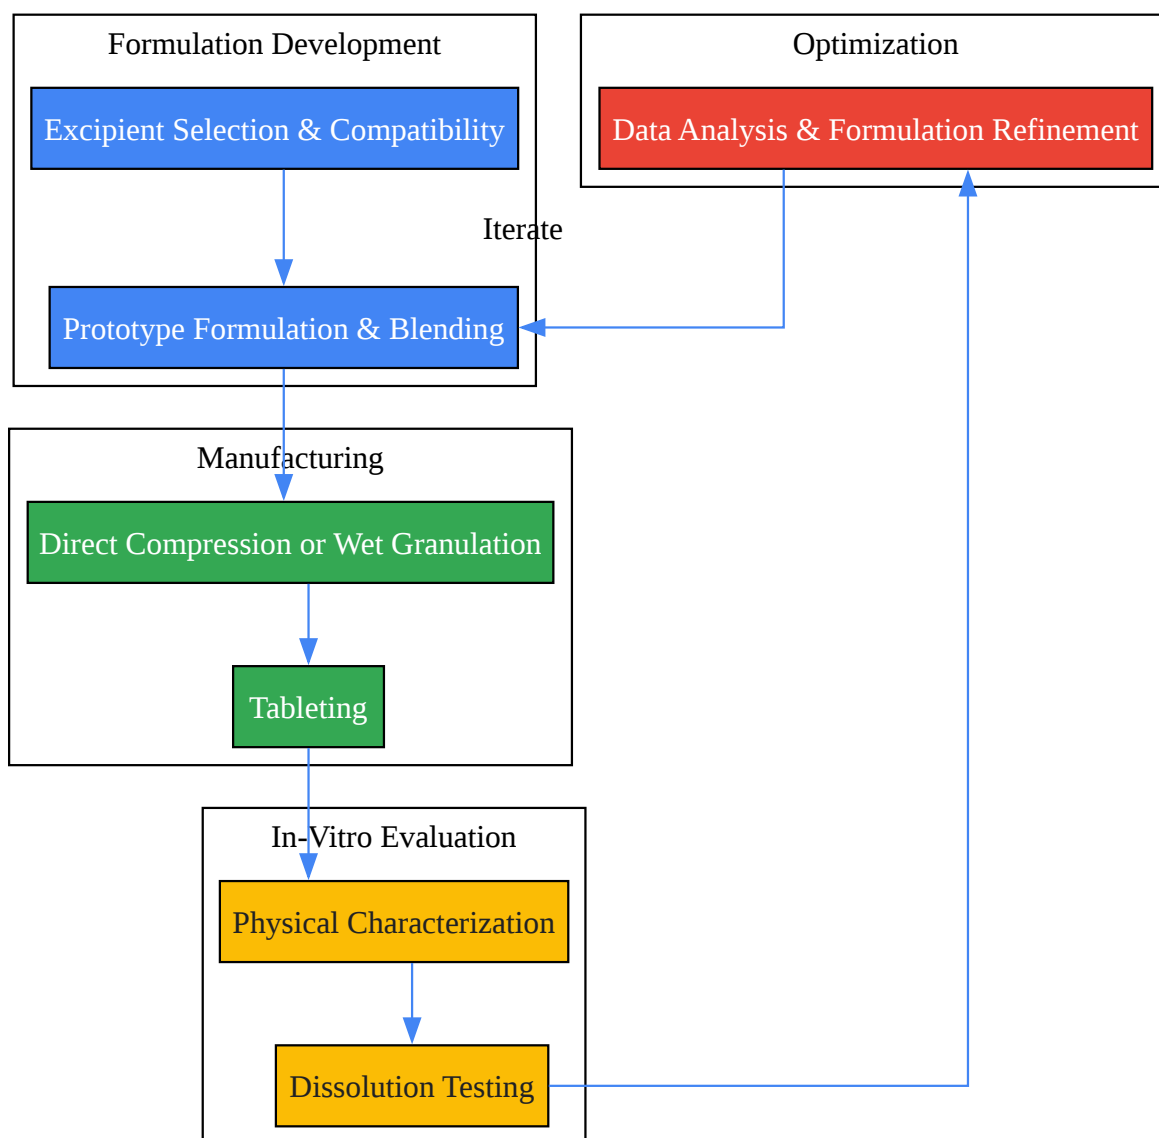 Formulation Development
Excipient Selection & Compatibility
Prototype Formulation & Blending
Optimization
Data Analysis & Formulation Refinement
Iterate
Manufacturing
Direct Compression or Wet Granulation
Tableting
In-Vitro Evaluation
Physical Characterization
Dissolution Testing